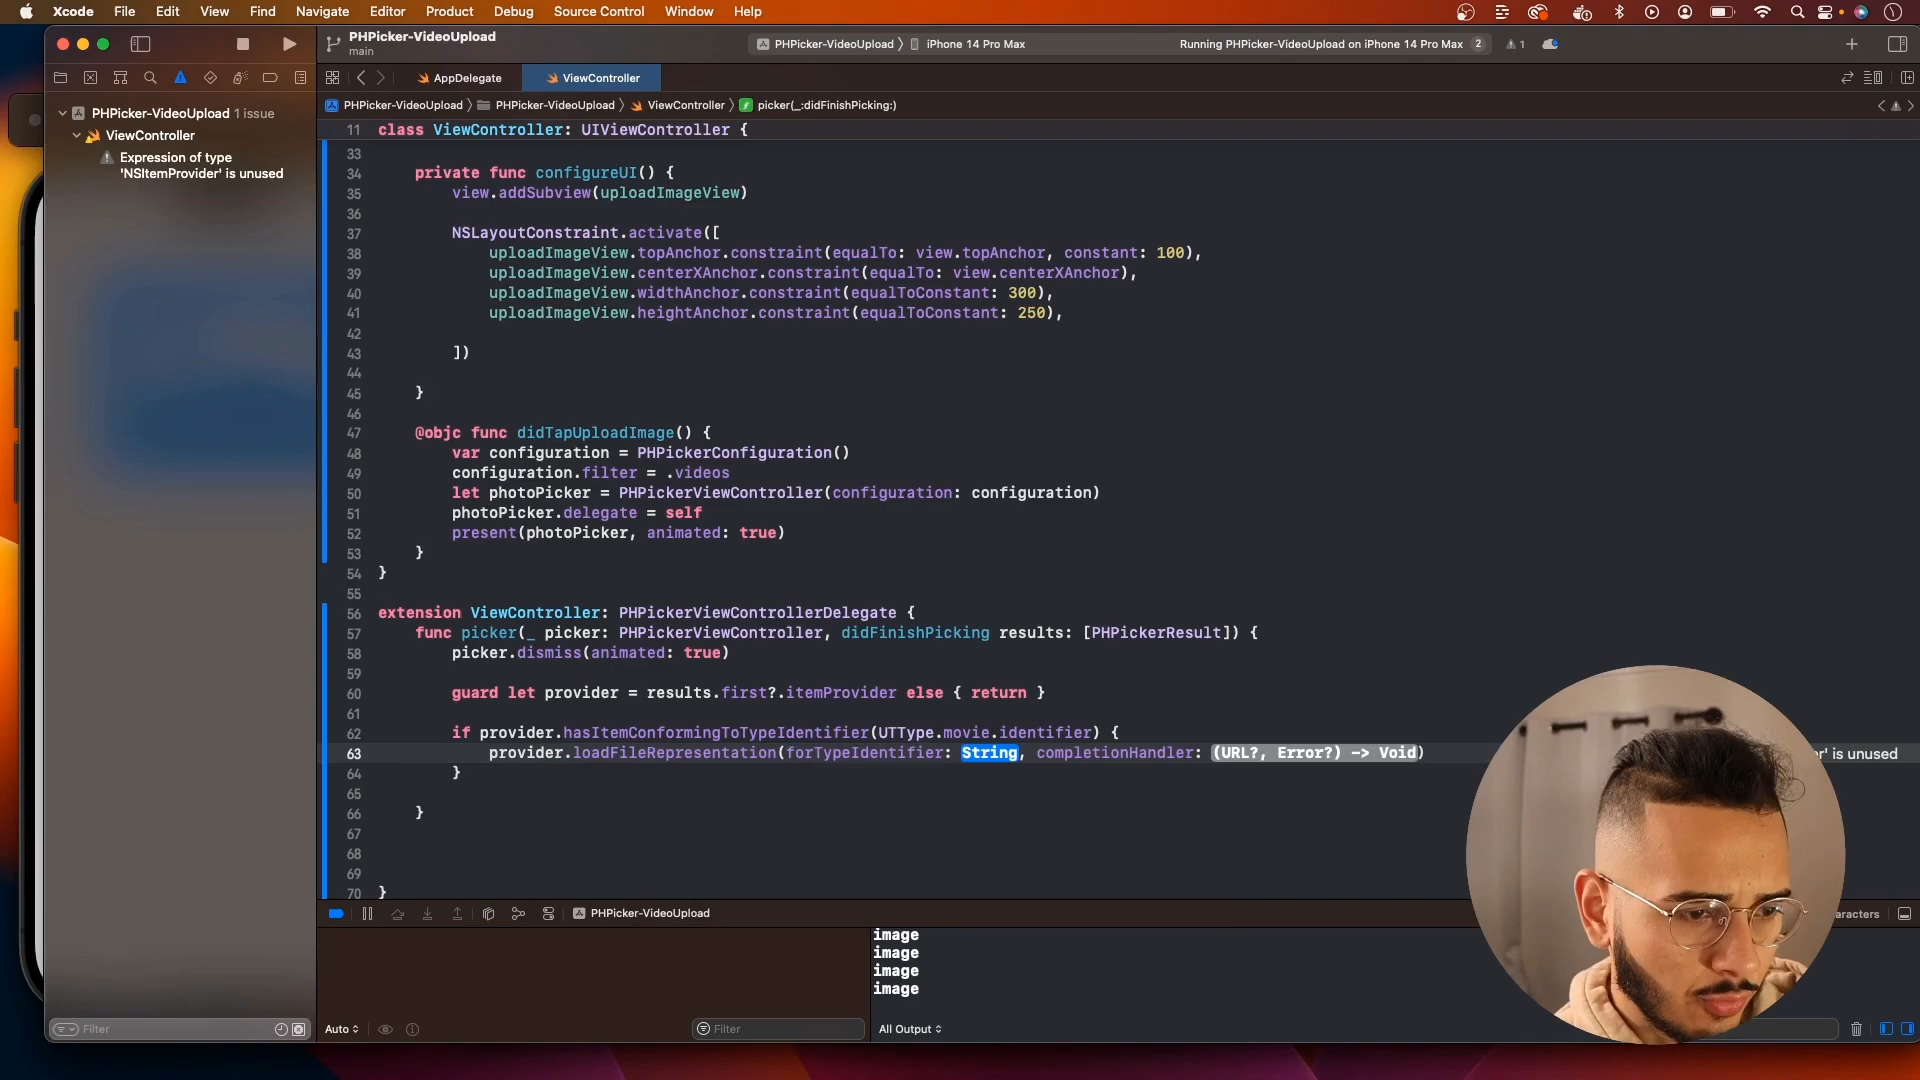 Xcode File Edit View Find Navigate Editor Product Debug Source Control Window Help
PHPicker-VideoUpload
main
PHPicker-VideoUpload iPhone 14 Pro Max
Running PHPicker-VideoUpload on iPhone 14 Pro Max 2 1
AppDelegate ViewController
PHPicker-VideoUpload PHPicker-VideoUpload ViewController picker(_:didFinishPicking:)
PHPicker-VideoUpload 1 issue
ViewController
Expression of type
'NSItemProvider' is unused
11 class ViewController: UIViewController {
33
34 private func configureUI() {
35 view.addSubview(uploadImageView)
36
37 NSLayoutConstraint.activate([
38 uploadImageView.topAnchor.constraint(equalTo: view.topAnchor, constant: 100),
39 uploadImageView.centerXAnchor.constraint(equalTo: view.centerXAnchor),
40 uploadImageView.widthAnchor.constraint(equalToConstant: 300),
41 uploadImageView.heightAnchor.constraint(equalToConstant: 250),
42
43 ])
44
45 }
46
47 @objc func didTapUploadImage() {
48 var configuration = PHPickerConfiguration()
49 configuration.filter = .videos
50 let photoPicker = PHPickerViewController(configuration: configuration)
51 photoPicker.delegate = self
52 present(photoPicker, animated: true)
53 }
54 }
55
56 extension ViewController: PHPickerViewControllerDelegate {
57 func picker(_ picker: PHPickerViewController, didFinishPicking results: [PHPickerResult]) {
58 picker.dismiss(animated: true)
59
60 guard let provider = results.first?.itemProvider else { return }
61
62 if provider.hasItemConformingToTypeIdentifier(UTType.movie.identifier) {
63 provider.loadFileRepresentation(forTypeIdentifier: String, completionHandler: (URL?, Error?) -> Void) r' is unused
64 }
65
66 }
67
68
69
70 }
PHPicker-VideoUpload
aracters
image
image
image
image
Filter
Auto
Filter
All Output